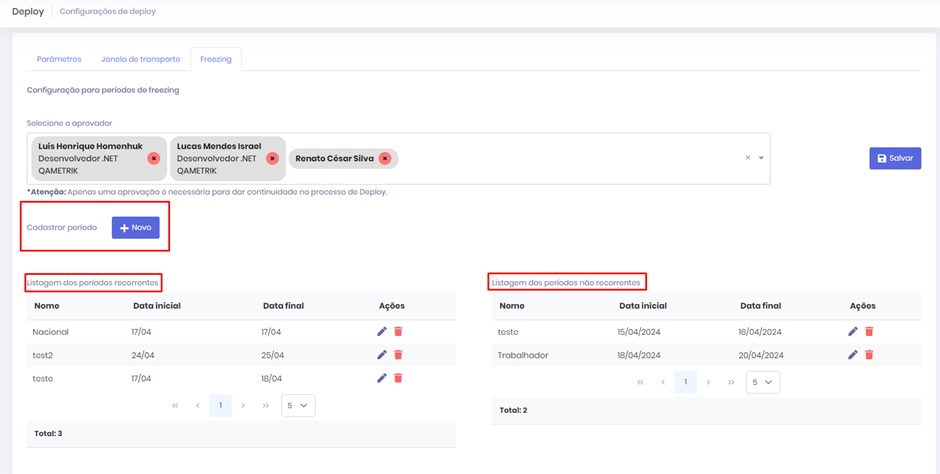 Deploy Configurações de deploy
Parâmetros Janela de transporte Freezing
Configuração para períodos de freezing
Selecione o aprovador
Luis Henrique Homenhuk
Desenvolvedor .NET
QAMETRIK
Lucas Mendes Israel
Desenvolvedor .NET
QAMETRIK
Renato César Silva
Salvar
*Atenção: Apenas uma aprovação é necessária para dar continuidade no processo de Deploy.
Cadastrar período + Novo
Listagem dos períodos recorrentes
Nome Data inicial Data final Ações
Nacional 17/04 17/04
test2 24/04 25/04
teste 17/04 18/04
« ‹ 1 › » 5
Total: 3
Listagem dos períodos não recorrentes
Nome Data inicial Data final Ações
teste 15/04/2024 16/04/2024
Trabalhador 18/04/2024 20/04/2024
« ‹ 1 › » 5
Total: 2